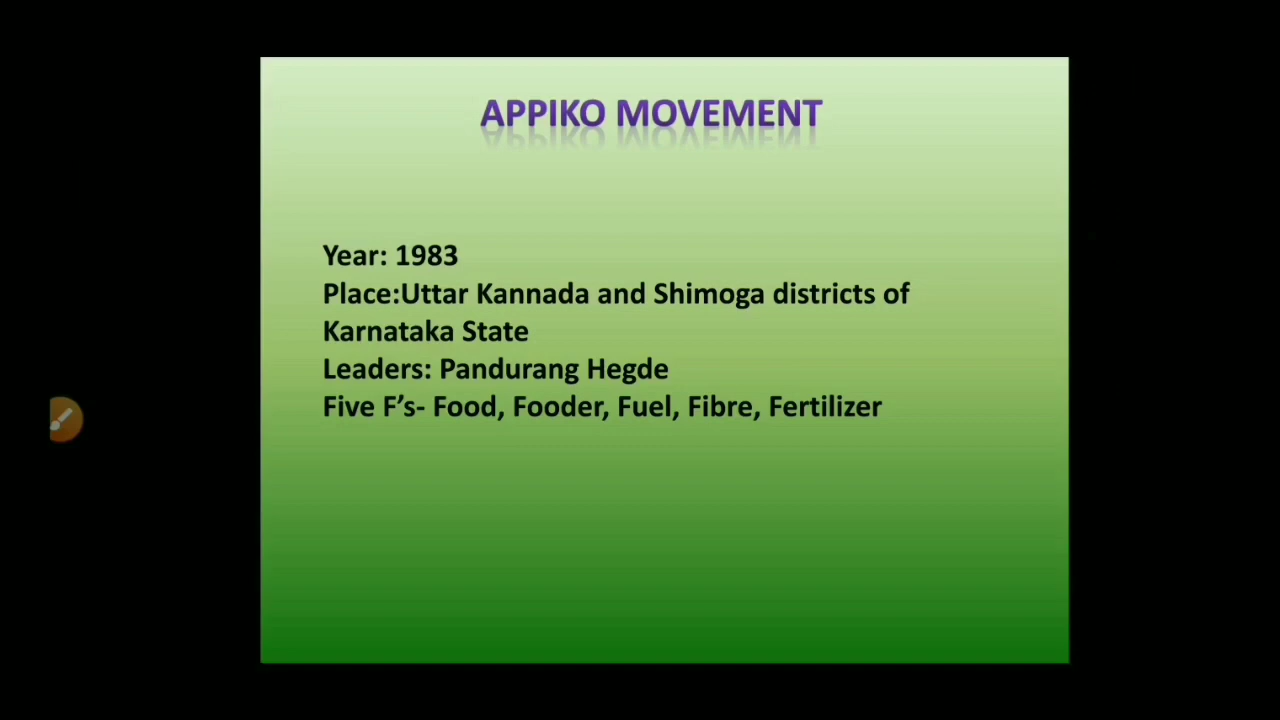 APPIKO MOVEMENT
Year: 1983
Place:Uttar Kannada and Shimoga districts of
Karnataka State
Leaders: Pandurang Hegde
Five F’s- Food, Fooder, Fuel, Fibre, Fertilizer